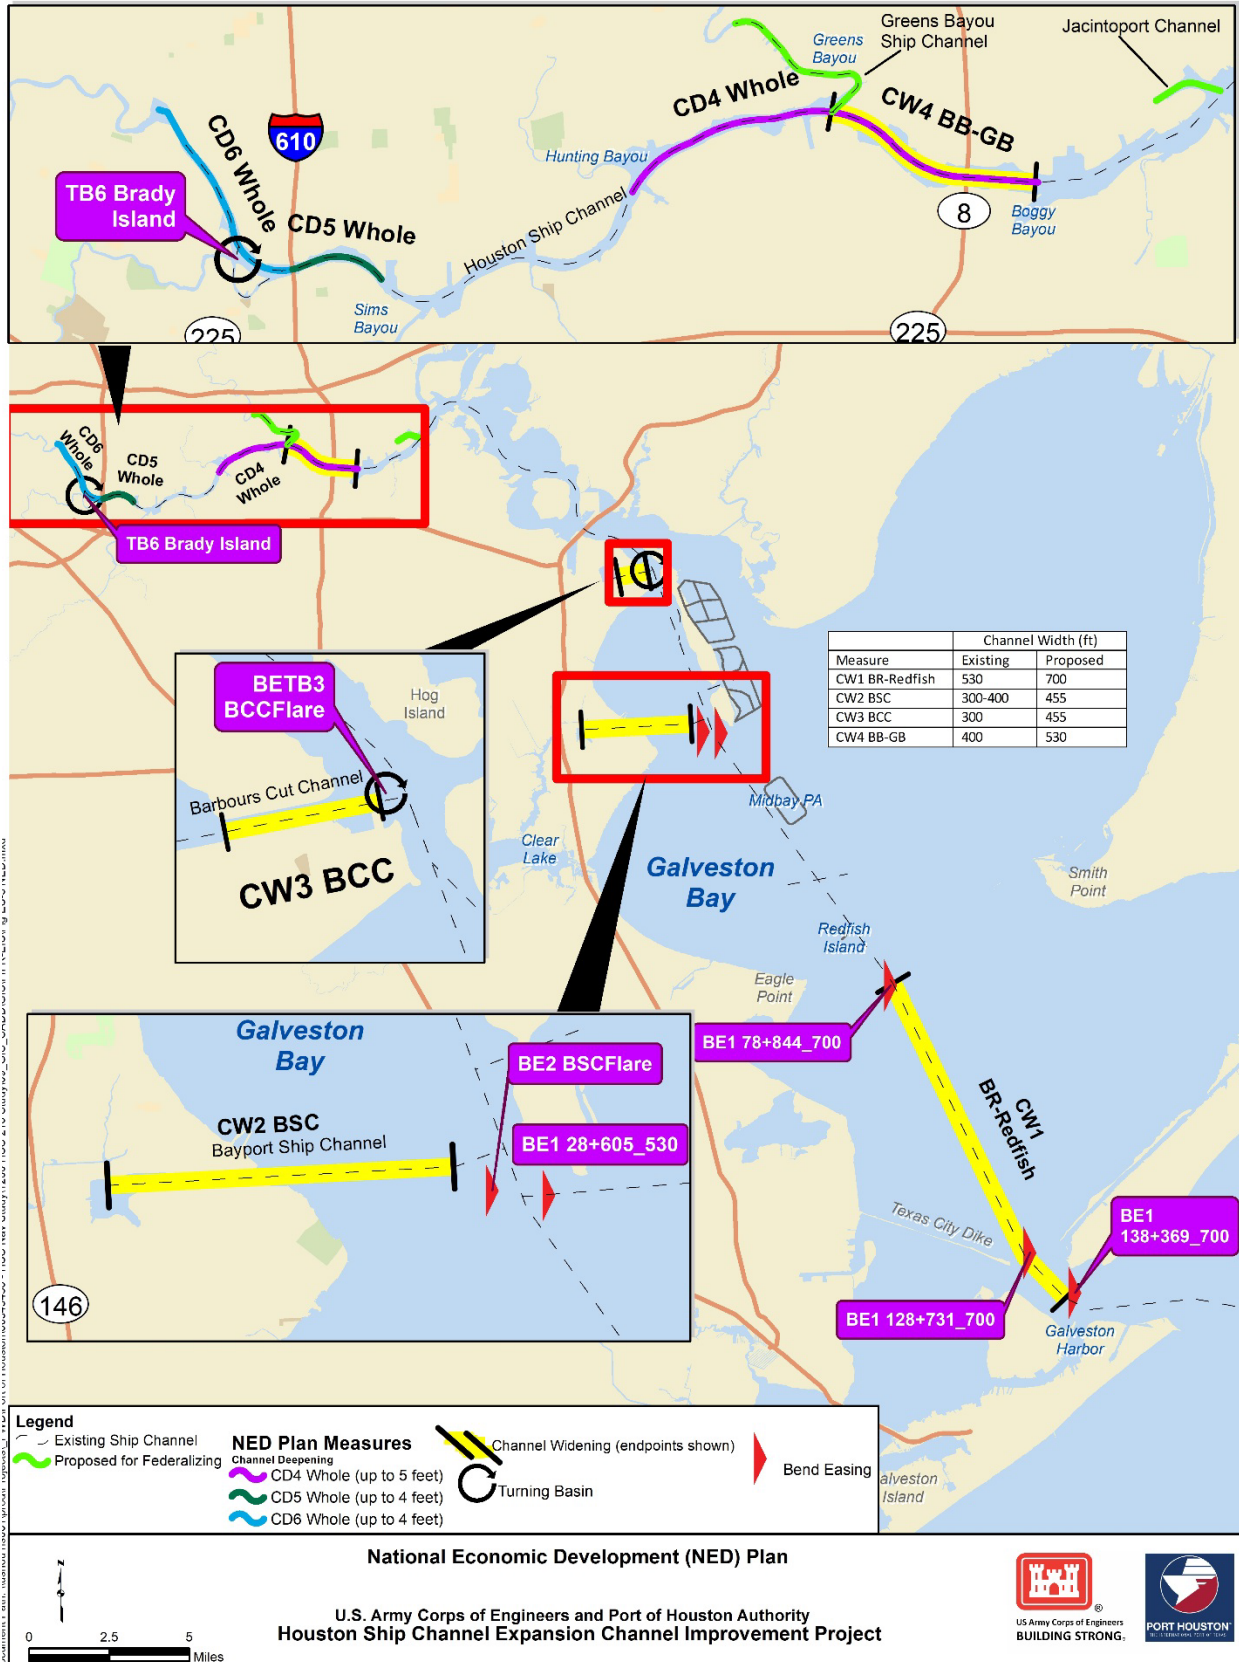 Greens Bayou
Ship Channel
Jacintoport Channel
Greens
Bayou
CD4 Whole
CW4 BB-GB
CD6 Whole
610
Hunting Bayou
TB6 Brady
Island
CD5 Whole
Houston Ship Channel
8
Boggy
Bayou
Sims
Bayou
225
225
CD6
Whole
CD5
Whole
CD4
Whole
TB6 Brady Island
BETB3
BCCFlare
Hog
Island
Barbours Cut Channel
CW3 BCC
Channel Width (ft)
Measure Existing Proposed
CW1 BR-Redfish 530 700
CW2 BSC 300-400 455
CW3 BCC 300 455
CW4 BB-GB 400 530
Midbay PA
Clear
Lake
Galveston
Bay
Smith
Point
Redfish
Island
Eagle
Point
BE1 78+844_700
CW1
BR-Redfish
Galveston
Bay
BE2 BSCFlare
CW2 BSC
Bayport Ship Channel
BE1 28+605_530
146
Texas City Dike
BE1
138+369_700
BE1 128+731_700
Galveston
Harbor
alveston
Island
Legend
Existing Ship Channel
Proposed for Federalizing
NED Plan Measures
Channel Deepening
CD4 Whole (up to 5 feet)
CD5 Whole (up to 4 feet)
CD6 Whole (up to 4 feet)
Channel Widening (endpoints shown)
Turning Basin
Bend Easing
N
0 2.5 5
Miles
National Economic Development (NED) Plan
U.S. Army Corps of Engineers and Port of Houston Authority
Houston Ship Channel Expansion Channel Improvement Project
®
US Army Corps of Engineers
BUILDING STRONG®
PORT HOUSTON